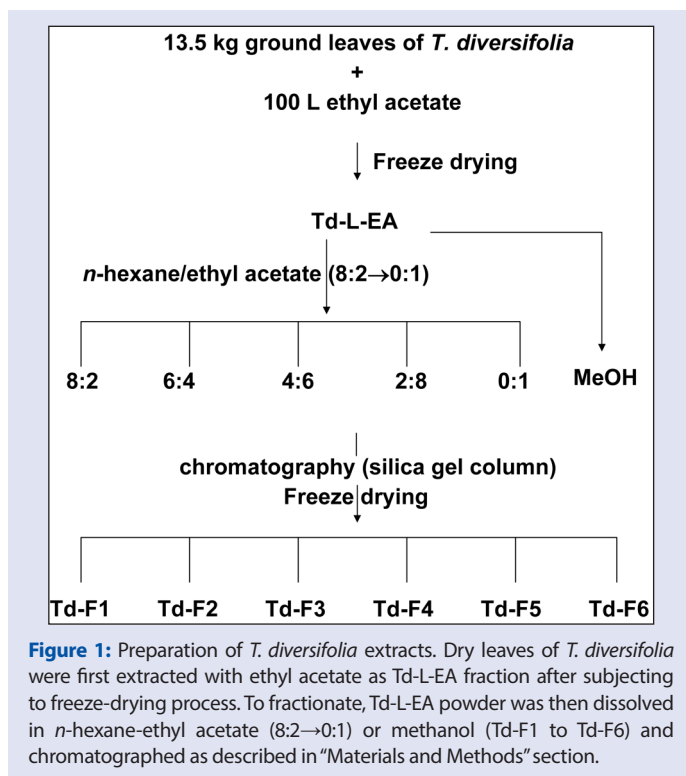 13.5 kg ground leaves of T. diversifolia
+
100 L ethyl acetate
Freeze drying
Td-L-EA
n-hexane/ethyl acetate (8:2→0:1)
8:2 6:4 4:6 2:8 0:1 MeOH
chromatography (silica gel column)
Freeze drying
Td-F1 Td-F2 Td-F3 Td-F4 Td-F5 Td-F6
Figure 1: Preparation of T. diversifolia extracts. Dry leaves of T. diversifolia
were first extracted with ethyl acetate as Td-L-EA fraction after subjecting
to freeze-drying process. To fractionate, Td-L-EA powder was then dissolved
in n-hexane-ethyl acetate (8:2→0:1) or methanol (Td-F1 to Td-F6) and
chromatographed as described in “Materials and Methods” section.